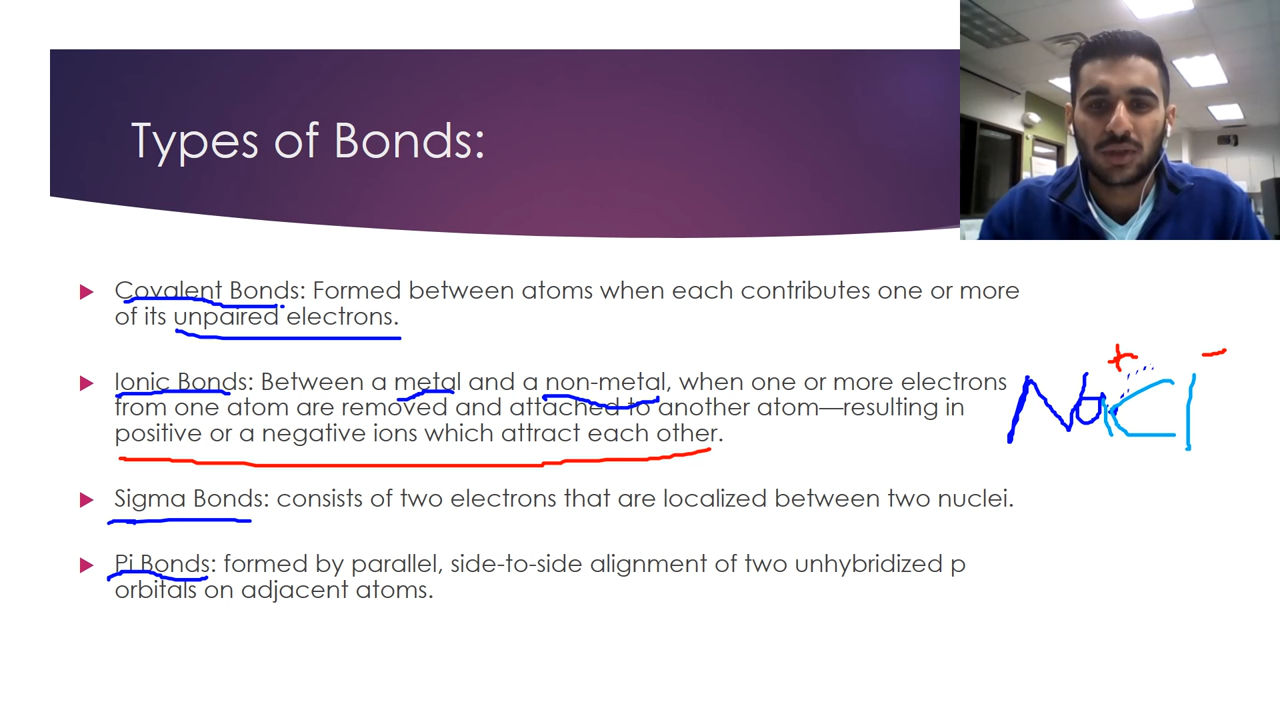 Types of Bonds:
Covalent Bonds: Formed between atoms when each contributes one or more
of its unpaired electrons.
Ionic Bonds: Between a metal and a non-metal, when one or more electrons
from one atom are removed and attached to another atom—resulting in
positive or a negative ions which attract each other.
+ −
Na Cl
Sigma Bonds: consists of two electrons that are localized between two nuclei.
Pi Bonds: formed by parallel, side-to-side alignment of two unhybridized p
orbitals on adjacent atoms.